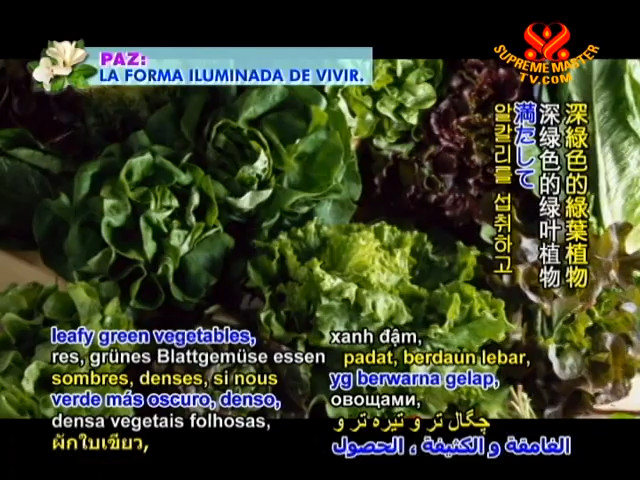 PAZ:
LA FORMA ILUMINADA DE VIVIR.
SUPREME MASTER
TV.COM
深綠色的綠葉植物
深绿色的绿叶植物
満たして
알칼리를 섭취하고
leafy green vegetables,
res, grünes Blattgemüse essen
sombres, denses, si nous
verde más oscuro, denso,
densa vegetais folhosas,
ผักใบเขียว,
xanh đậm,
padat, berdaun lebar,
yg berwarna gelap,
овощами,
چگال تر و تیره تر و
الغامقة و الكثيفة ، الحصول